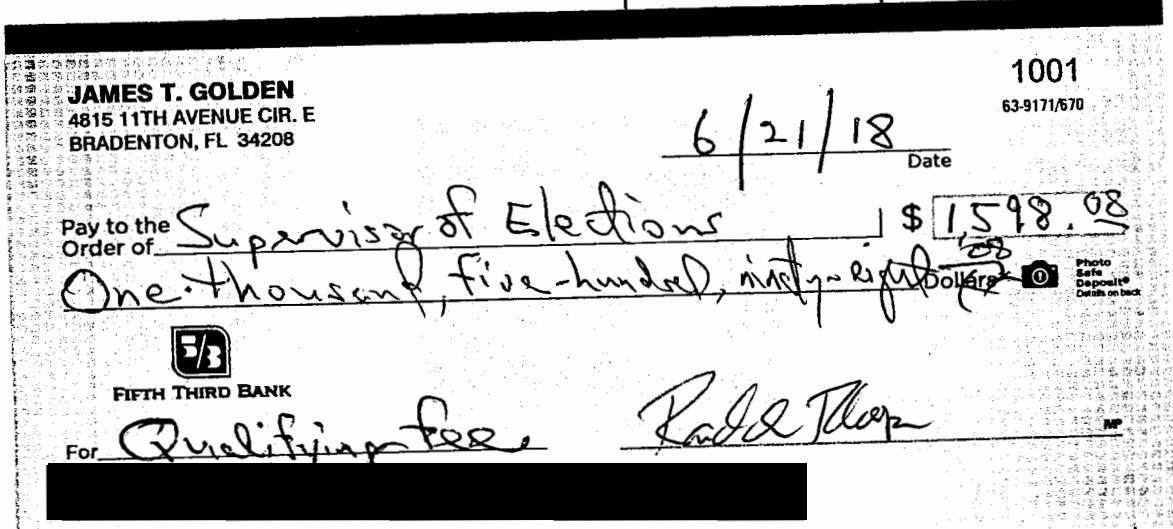 1001
JAMES T. GOLDEN
4815 11TH AVENUE CIR. E
BRADENTON, FL 34208
63-9171/670
6/21/18
Date
Pay to the Order of Supervisor of Elections $ 1,598.08
One-thousand, five-hundred, ninety-eight 08 Dollars
Photo Safe Deposit® Details on back
5/3
FIFTH THIRD BANK
For Qualifying Fee
MP